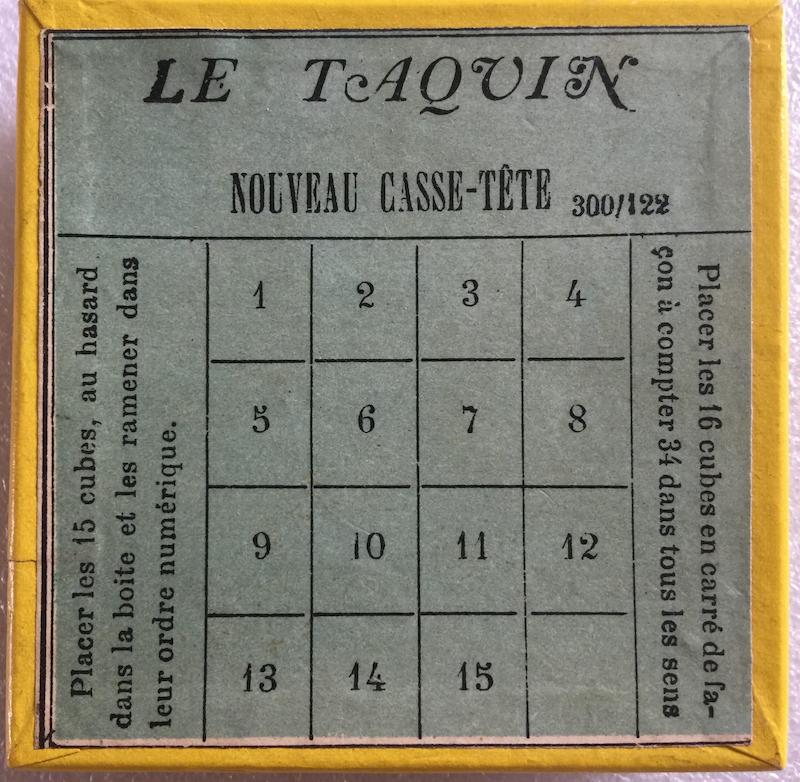 LE TAQUIN
NOUVEAU CASSE-TÊTE 300/122
Placer les 15 cubes, au hasard
dans la boite et les ramener dans
leur ordre numérique.
1 2 3 4
5 6 7 8
9 10 11 12
13 14 15
Placer les 16 cubes en carré de fa-
çon à compter 34 dans tous les sens